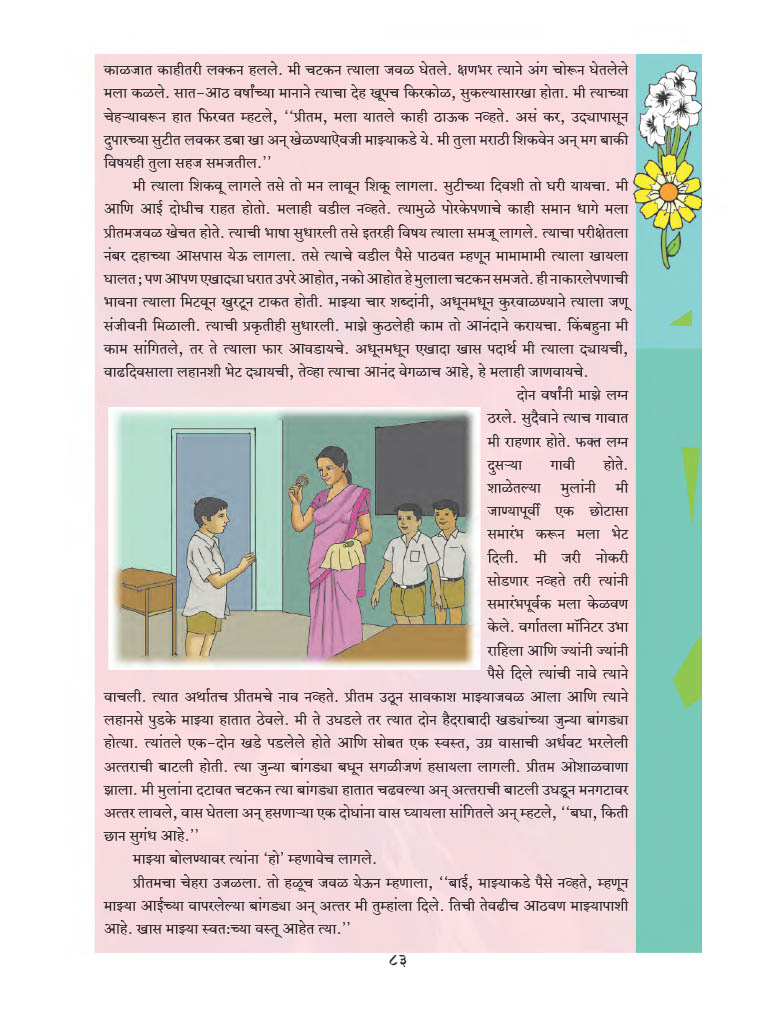 काळजात काहीतरी लक्कन हलले. मी चटकन त्याला जवळ घेतले. क्षणभर त्याने अंग चोरून घेतलेले
मला कळले. सात-आठ वर्षांच्या मानाने त्याचा देह खूपच किरकोळ, सुकल्यासारखा होता. मी त्याच्या
चेहऱ्यावरून हात फिरवत म्हटले, ‘‘प्रीतम, मला यातले काही ठाऊक नव्हते. असं कर, उद्यापासून
दुपारच्या सुटीत लवकर डबा खा अन् खेळण्याऐवजी माझ्याकडे ये. मी तुला मराठी शिकवेन अन् मग बाकी
विषयही तुला सहज समजतील.’’
मी त्याला शिकवू लागले तसे तो मन लावून शिकू लागला. सुटीच्या दिवशी तो घरी यायचा. मी
आणि आई दोघीच राहत होतो. मलाही वडील नव्हते. त्यामुळे पोरकेपणाचे काही समान धागे मला
प्रीतमजवळ खेचत होते. त्याची भाषा सुधारली तसे इतरही विषय त्याला समजू लागले. त्याचा परीक्षेतला
नंबर दहाच्या आसपास येऊ लागला. तसे त्याचे वडील पैसे पाठवत म्हणून मामामामी त्याला खायला
घालत; पण आपण एखाद्या घरात उपरे आहोत, नको आहोत हे मुलाला चटकन समजते. ही नाकारलेपणाची
भावना त्याला मिटवून खुरटून टाकत होती. माझ्या चार शब्दांनी, अधूनमधून कुरवाळण्याने त्याला जणू
संजीवनी मिळाली. त्याची प्रकृतीही सुधारली. माझे कुठलेही काम तो आनंदाने करायचा. किंबहुना मी
काम सांगितले, तर ते त्याला फार आवडायचे. अधूनमधून एखादा खास पदार्थ मी त्याला द्यायची,
वाढदिवसाला लहानशी भेट द्यायची, तेव्हा त्याचा आनंद वेगळाच आहे, हे मलाही जाणवायचे.
दोन वर्षांनी माझे लग्न
ठरले. सुदैवाने त्याच गावात
मी राहणार होते. फक्त लग्न
दुसऱ्या गावी होते.
शाळेतल्या मुलांनी मी
जाण्यापूर्वी एक छोटासा
समारंभ करून मला भेट
दिली. मी जरी नोकरी
सोडणार नव्हते तरी त्यांनी
समारंभपूर्वक मला केळवण
केले. वर्गातला मॉनिटर उभा
राहिला आणि ज्यांनी ज्यांनी
पैसे दिले त्यांची नावे त्याने
वाचली. त्यात अर्थातच प्रीतमचे नाव नव्हते. प्रीतम उठून सावकाश माझ्याजवळ आला आणि त्याने
लहानसे पुडके माझ्या हातात ठेवले. मी ते उघडले तर त्यात दोन हैदराबादी खड्यांच्या जुन्या बांगड्या
होत्या. त्यांतले एक-दोन खडे पडलेले होते आणि सोबत एक स्वस्त, उग्र वासाची अर्धवट भरलेली
अत्तराची बाटली होती. त्या जुन्या बांगड्या बघून सगळीजणं हसायला लागली. प्रीतम ओशाळवाणा
झाला. मी मुलांना दटावत चटकन त्या बांगड्या हातात चढवल्या अन् अत्तराची बाटली उघडून मनगटावर
अत्तर लावले, वास घेतला अन् हसणाऱ्या एक दोघांना वास घ्यायला सांगितले अन् म्हटले, ‘‘बघा, किती
छान सुगंध आहे.’’
माझ्या बोलण्यावर त्यांना ‘हो’ म्हणावेच लागले.
प्रीतमचा चेहरा उजळला. तो हळूच जवळ येऊन म्हणाला, ‘‘बाई, माझ्याकडे पैसे नव्हते, म्हणून
माझ्या आईच्या वापरलेल्या बांगड्या अन् अत्तर मी तुम्हांला दिले. तिची तेवढीच आठवण माझ्यापाशी
आहे. खास माझ्या स्वतःच्या वस्तू आहेत त्या.’’
८३